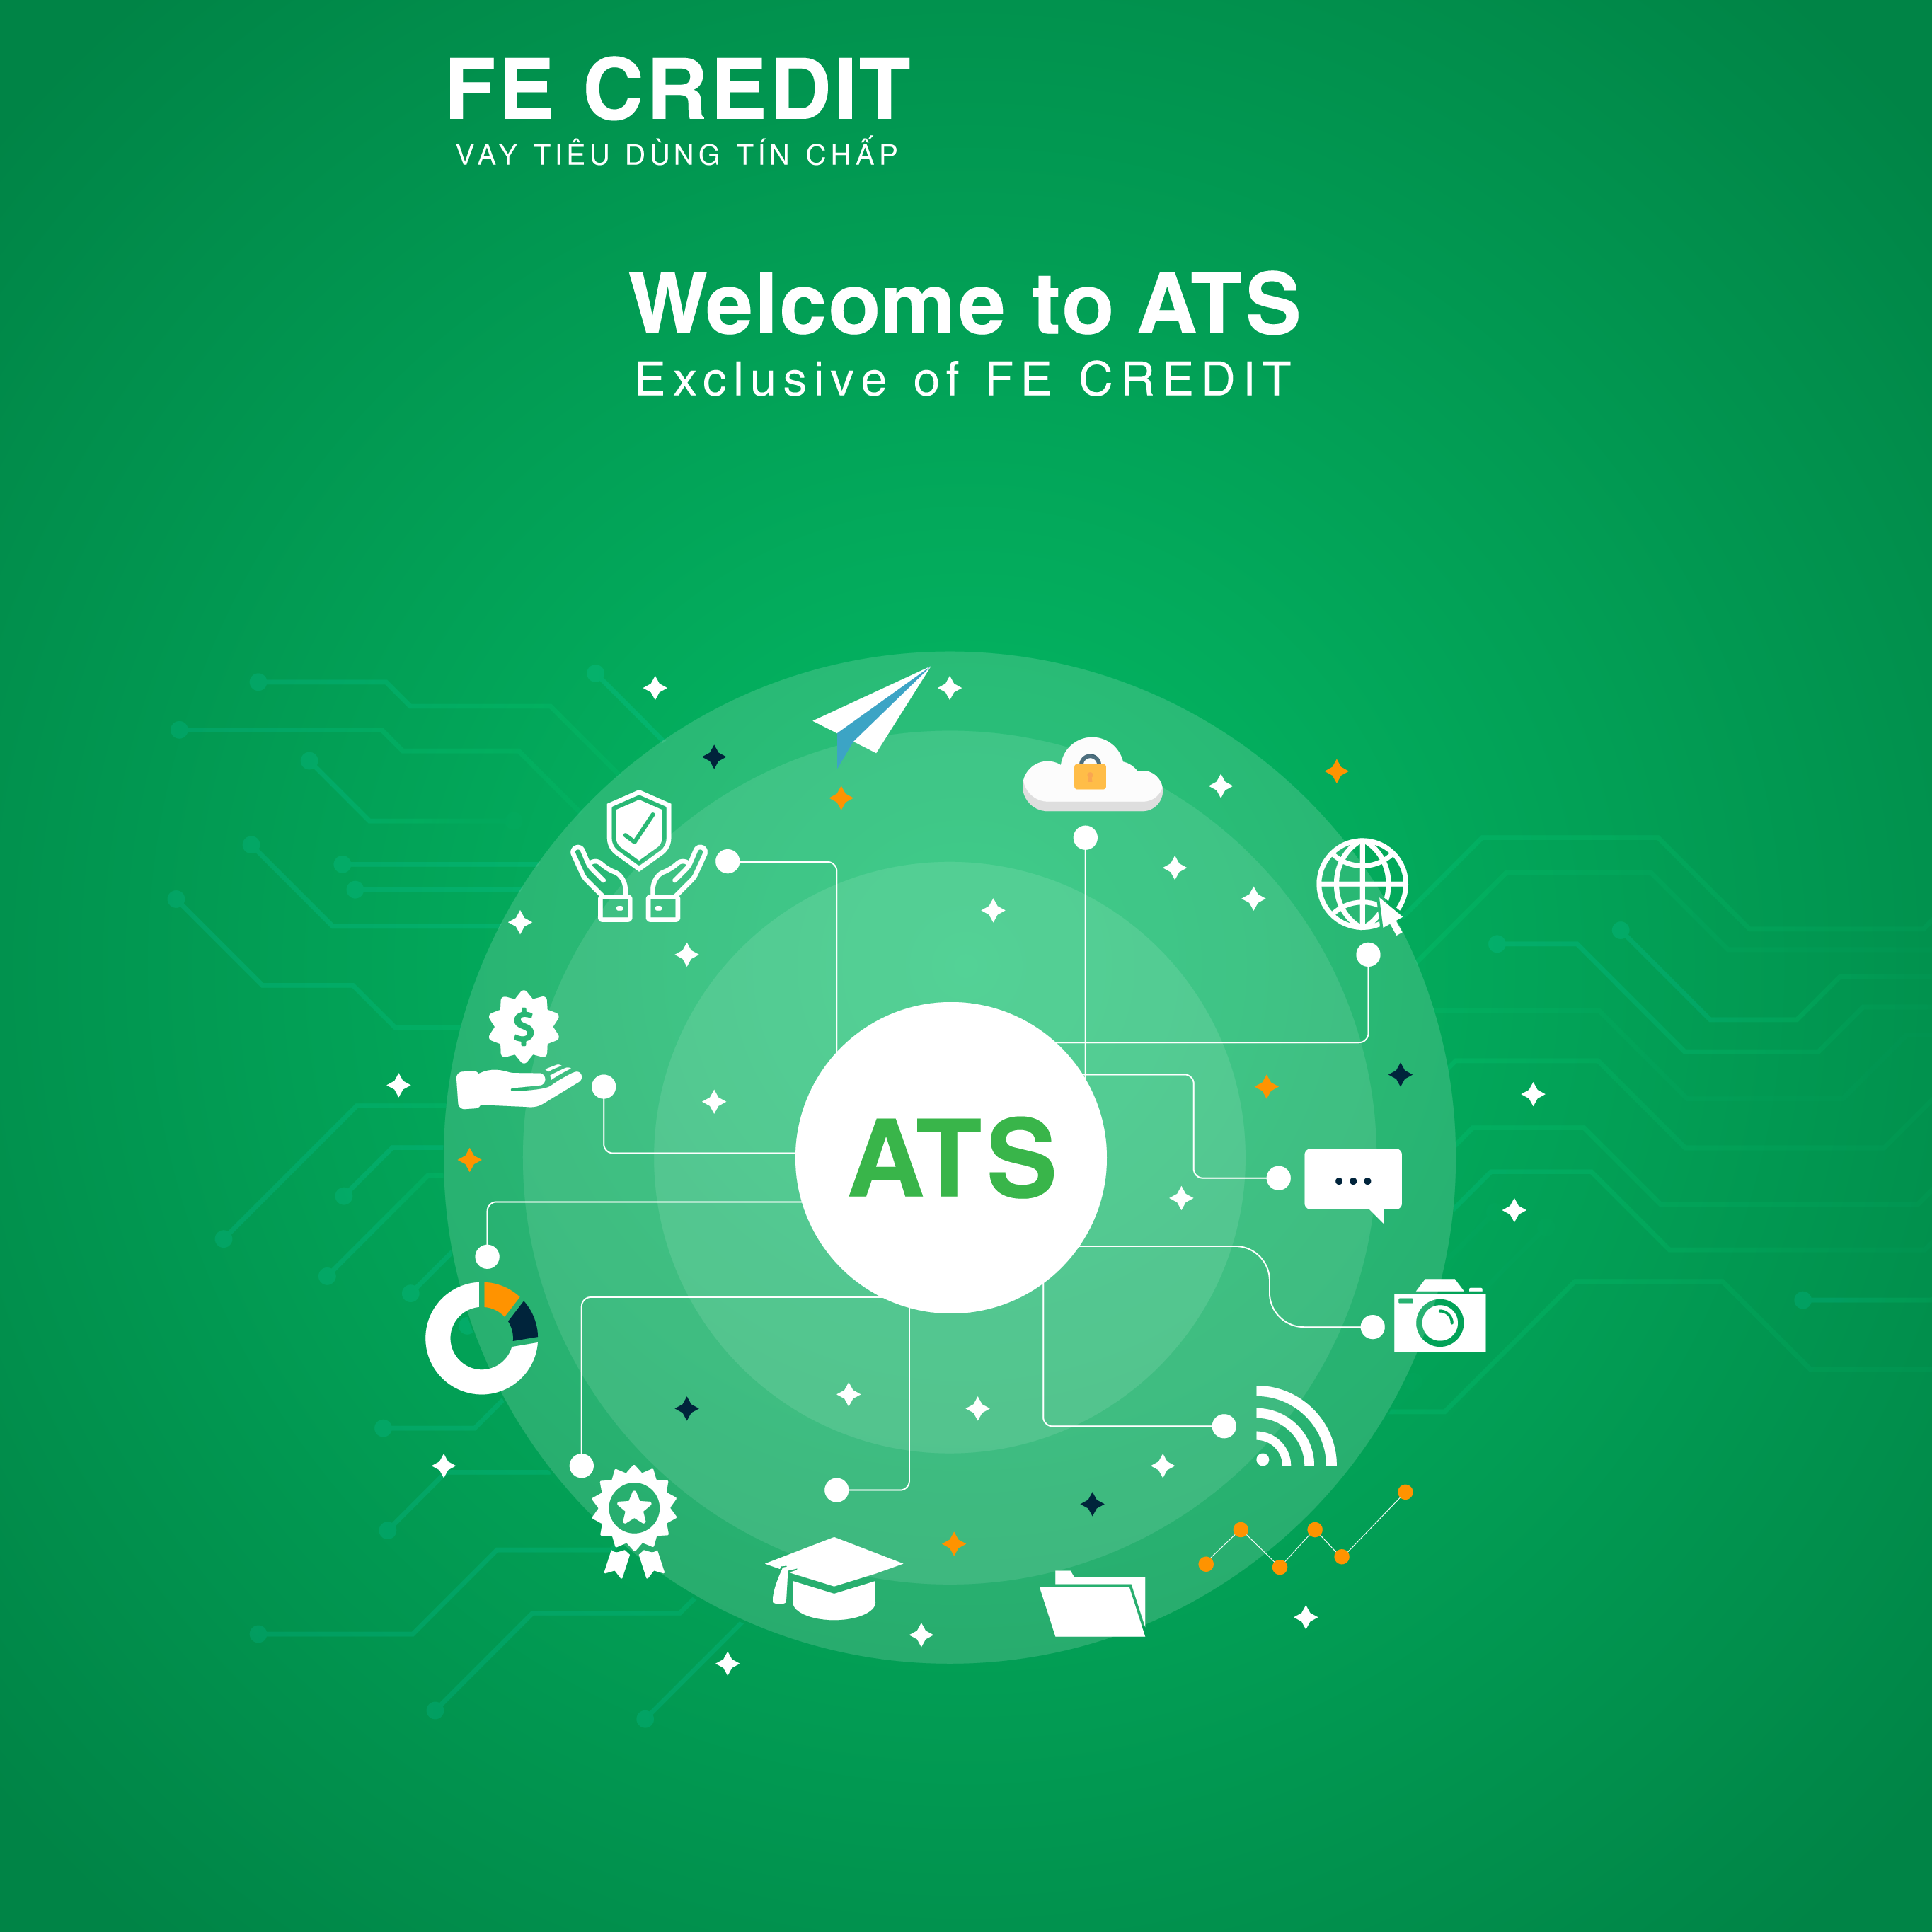 FE CREDIT
VAY TIÊU DÙNG TÍN CHẤP
Welcome to ATS
Exclusive of FE CREDIT
$
ATS